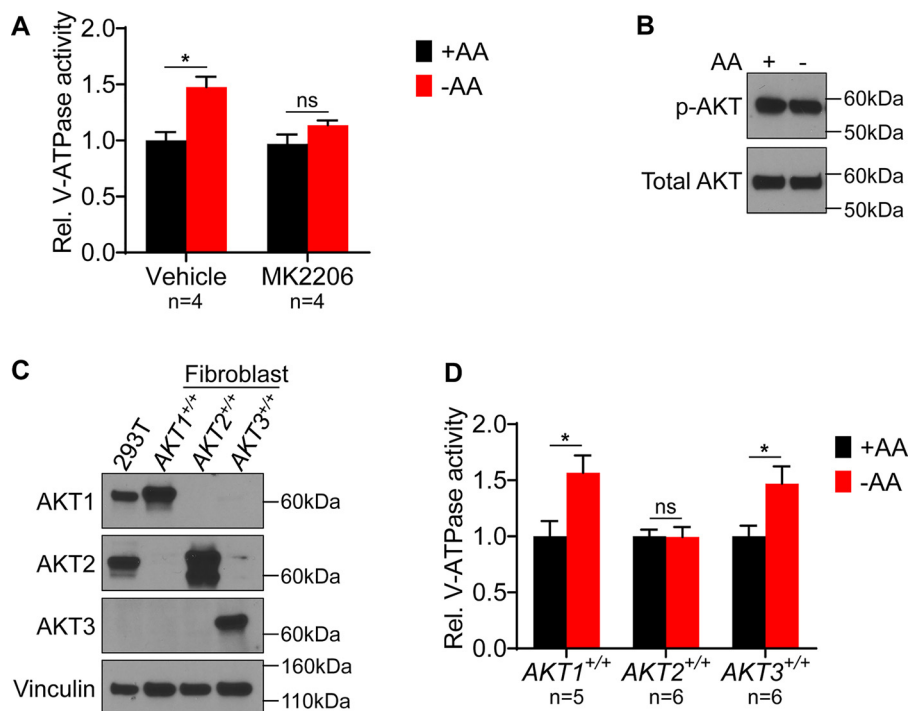 A
Rel. V-ATPase activity
2.0
1.5
1.0
0.5
0.0
*
ns
Vehicle
MK2206
n=4
n=4
+AA
-AA
B
AA + -
p-AKT
60kDa
50kDa
Total AKT
60kDa
50kDa
C
Fibroblast
293T
AKT1+/+
AKT2+/+
AKT3+/+
AKT1
60kDa
AKT2
60kDa
AKT3
60kDa
Vinculin
160kDa
110kDa
D
Rel. V-ATPase activity
2.0
1.5
1.0
0.5
0.0
*
ns
*
AKT1+/+
AKT2+/+
AKT3+/+
n=5
n=6
n=6
+AA
-AA